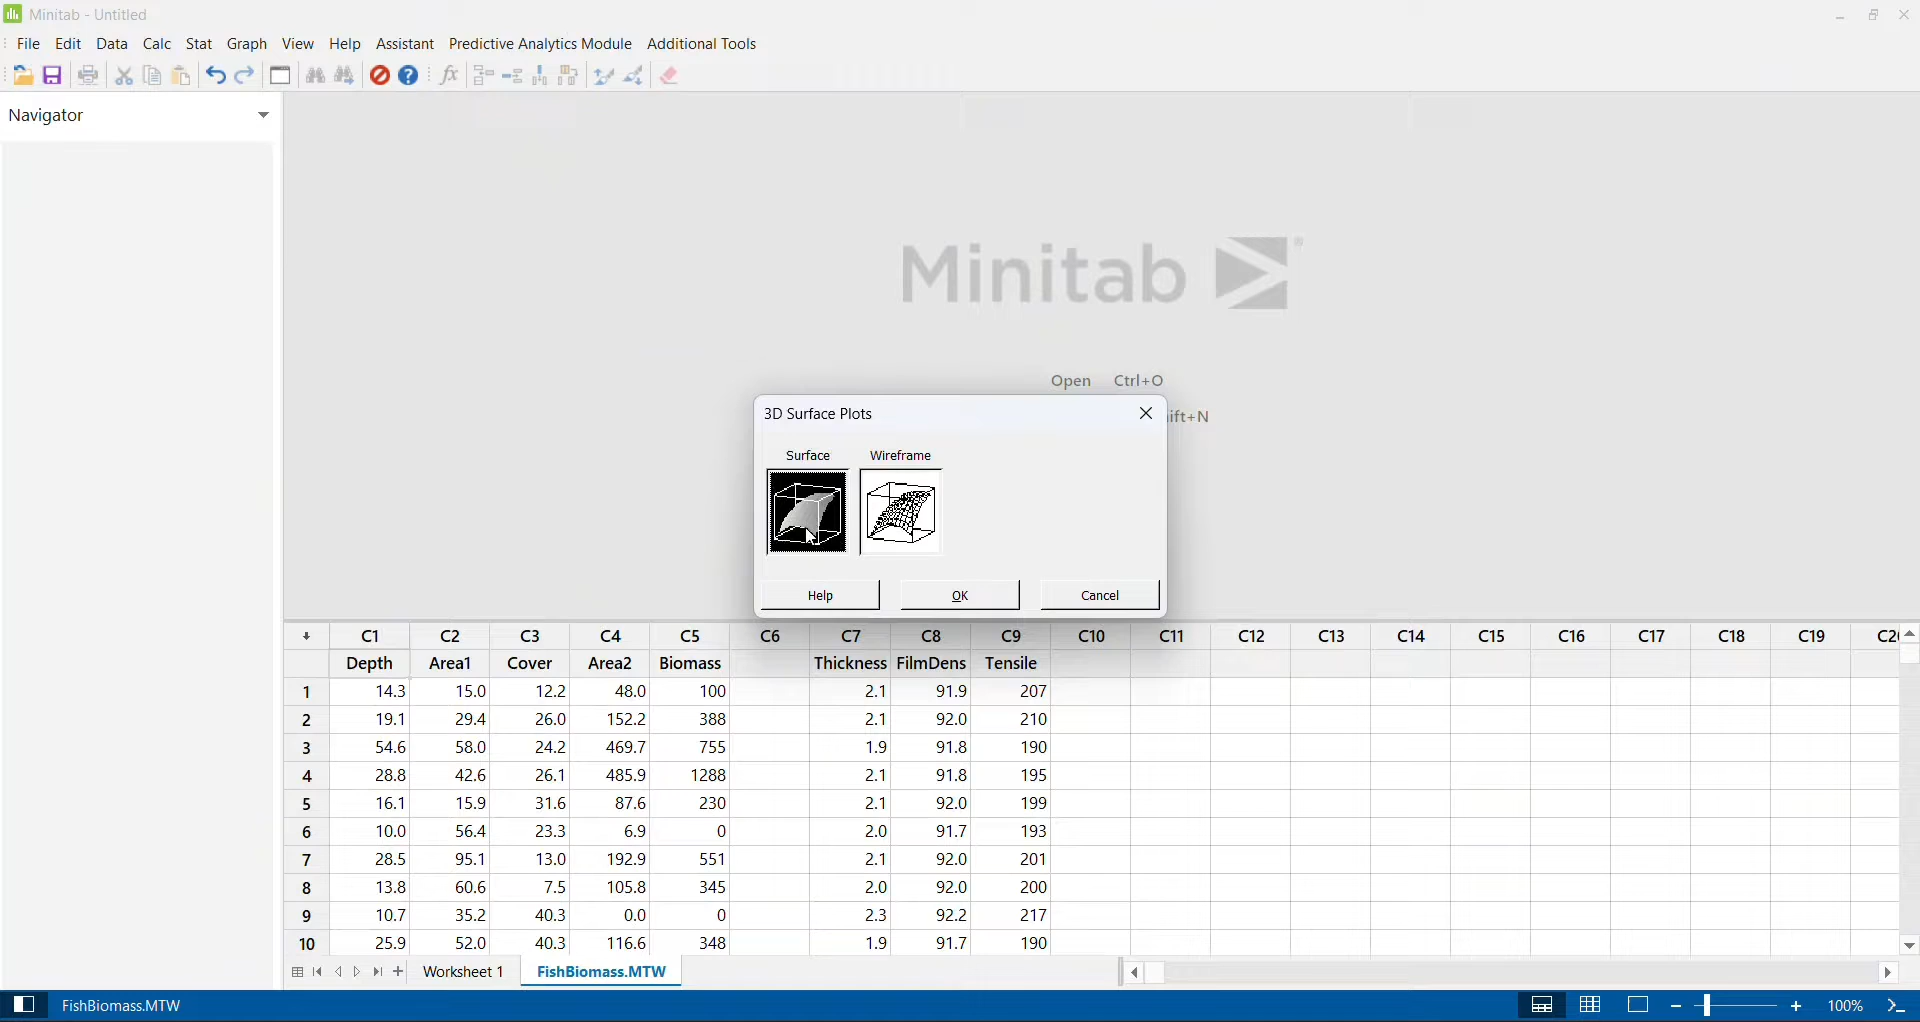 Minitab - Untitled
File Edit Data Calc Stat Graph View Help Assistant Predictive Analytics Module Additional Tools
Navigator
Minitab
Open Ctrl+O
ift+N
3D Surface Plots
Surface Wireframe
Help OK Cancel
C1 C2 C3 C4 C5 C6 C7 C8 C9 C10 C11 C12 C13 C14 C15 C16 C17 C18 C19 C2
Depth Area1 Cover Area2 Biomass Thickness FilmDens Tensile
1 14.3 15.0 12.2 48.0 100 2.1 91.9 207
2 19.1 29.4 26.0 152.2 388 2.1 92.0 210
3 54.6 58.0 24.2 469.7 755 1.9 91.8 190
4 28.8 42.6 26.1 485.9 1288 2.1 91.8 195
5 16.1 15.9 31.6 87.6 230 2.1 92.0 199
6 10.0 56.4 23.3 6.9 0 2.0 91.7 193
7 28.5 95.1 13.0 192.9 551 2.1 92.0 201
8 13.8 60.6 7.5 105.8 345 2.0 92.0 200
9 10.7 35.2 40.3 0.0 0 2.3 92.2 217
10 25.9 52.0 40.3 116.6 348 1.9 91.7 190
Worksheet 1 FishBiomass.MTW
FishBiomass.MTW 100%